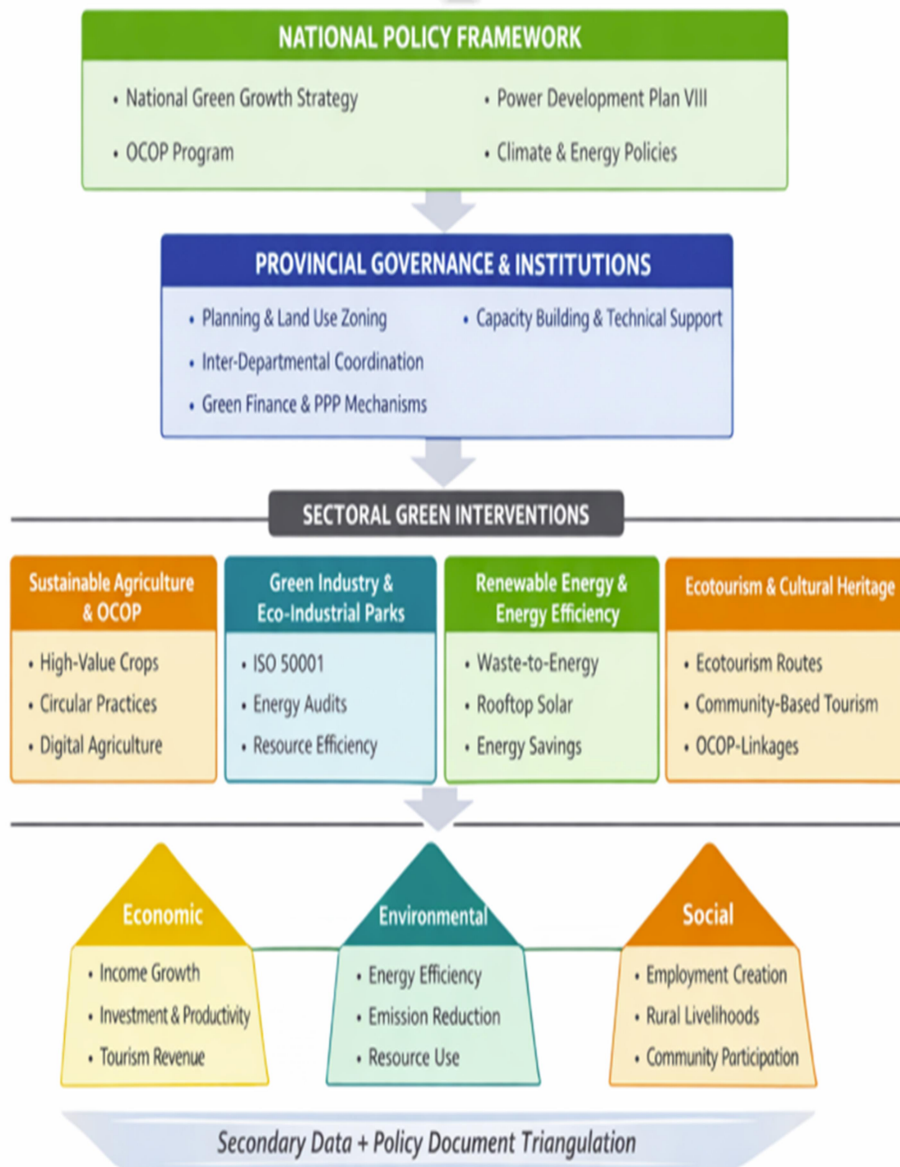 NATIONAL POLICY FRAMEWORK
• National Green Growth Strategy
• OCOP Program
• Power Development Plan VIII
• Climate & Energy Policies
PROVINCIAL GOVERNANCE & INSTITUTIONS
• Planning & Land Use Zoning
• Inter-Departmental Coordination
• Green Finance & PPP Mechanisms
• Capacity Building & Technical Support
SECTORAL GREEN INTERVENTIONS
Sustainable Agriculture
& OCOP
• High-Value Crops
• Circular Practices
• Digital Agriculture
Green Industry &
Eco-Industrial Parks
• ISO 50001
• Energy Audits
• Resource Efficiency
Renewable Energy &
Energy Efficiency
• Waste-to-Energy
• Rooftop Solar
• Energy Savings
Ecotourism & Cultural Heritage
• Ecotourism Routes
• Community-Based Tourism
• OCOP-Linkages
Economic
• Income Growth
• Investment & Productivity
• Tourism Revenue
Environmental
• Energy Efficiency
• Emission Reduction
• Resource Use
Social
• Employment Creation
• Rural Livelihoods
• Community Participation
Secondary Data + Policy Document Triangulation